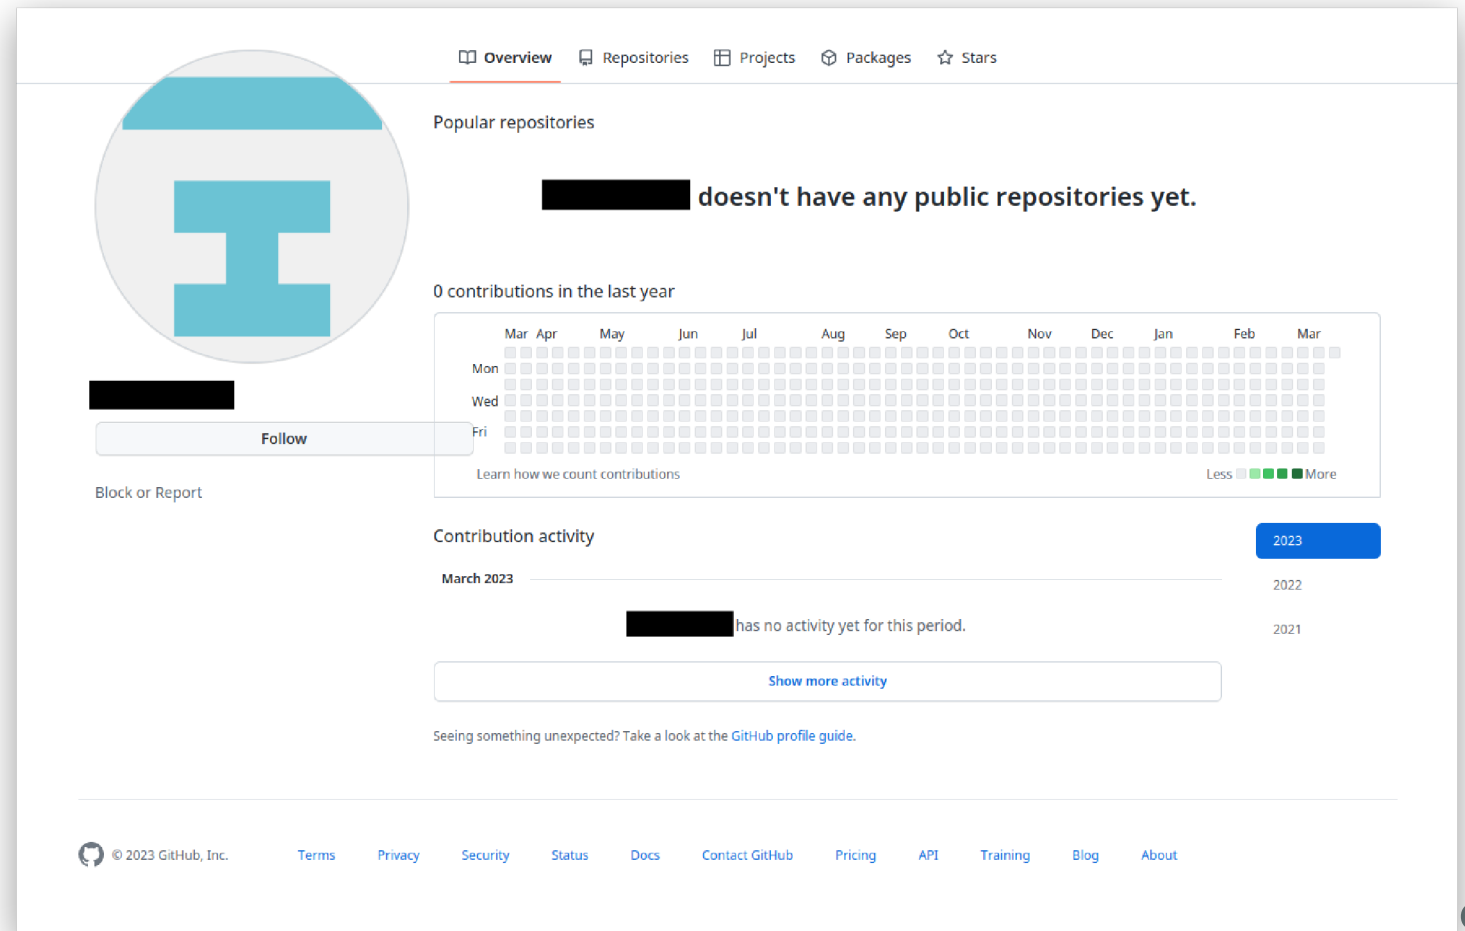 Overview Repositories Projects Packages Stars
Popular repositories
doesn't have any public repositories yet.
0 contributions in the last year
Mar Apr May Jun Jul Aug Sep Oct Nov Dec Jan Feb Mar
Mon
Wed
Fri
Learn how we count contributions
Less More
Follow
Block or Report
Contribution activity
2023
2022
2021
March 2023
has no activity yet for this period.
Show more activity
Seeing something unexpected? Take a look at the GitHub profile guide.
© 2023 GitHub, Inc. Terms Privacy Security Status Docs Contact GitHub Pricing API Training Blog About